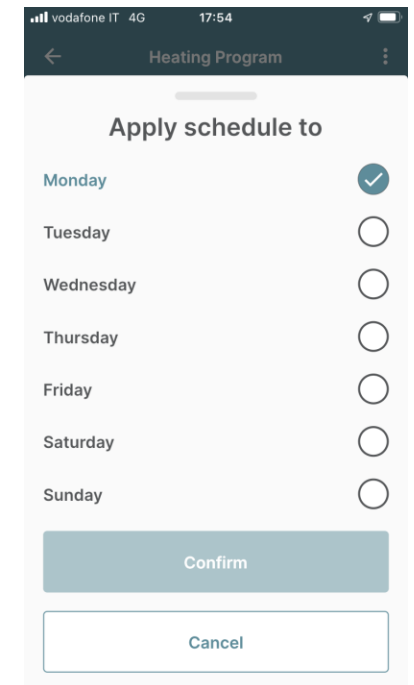 vodafone IT 4G 17:54
Heating Program
Apply schedule to
Monday
Tuesday
Wednesday
Thursday
Friday
Saturday
Sunday
Confirm
Cancel